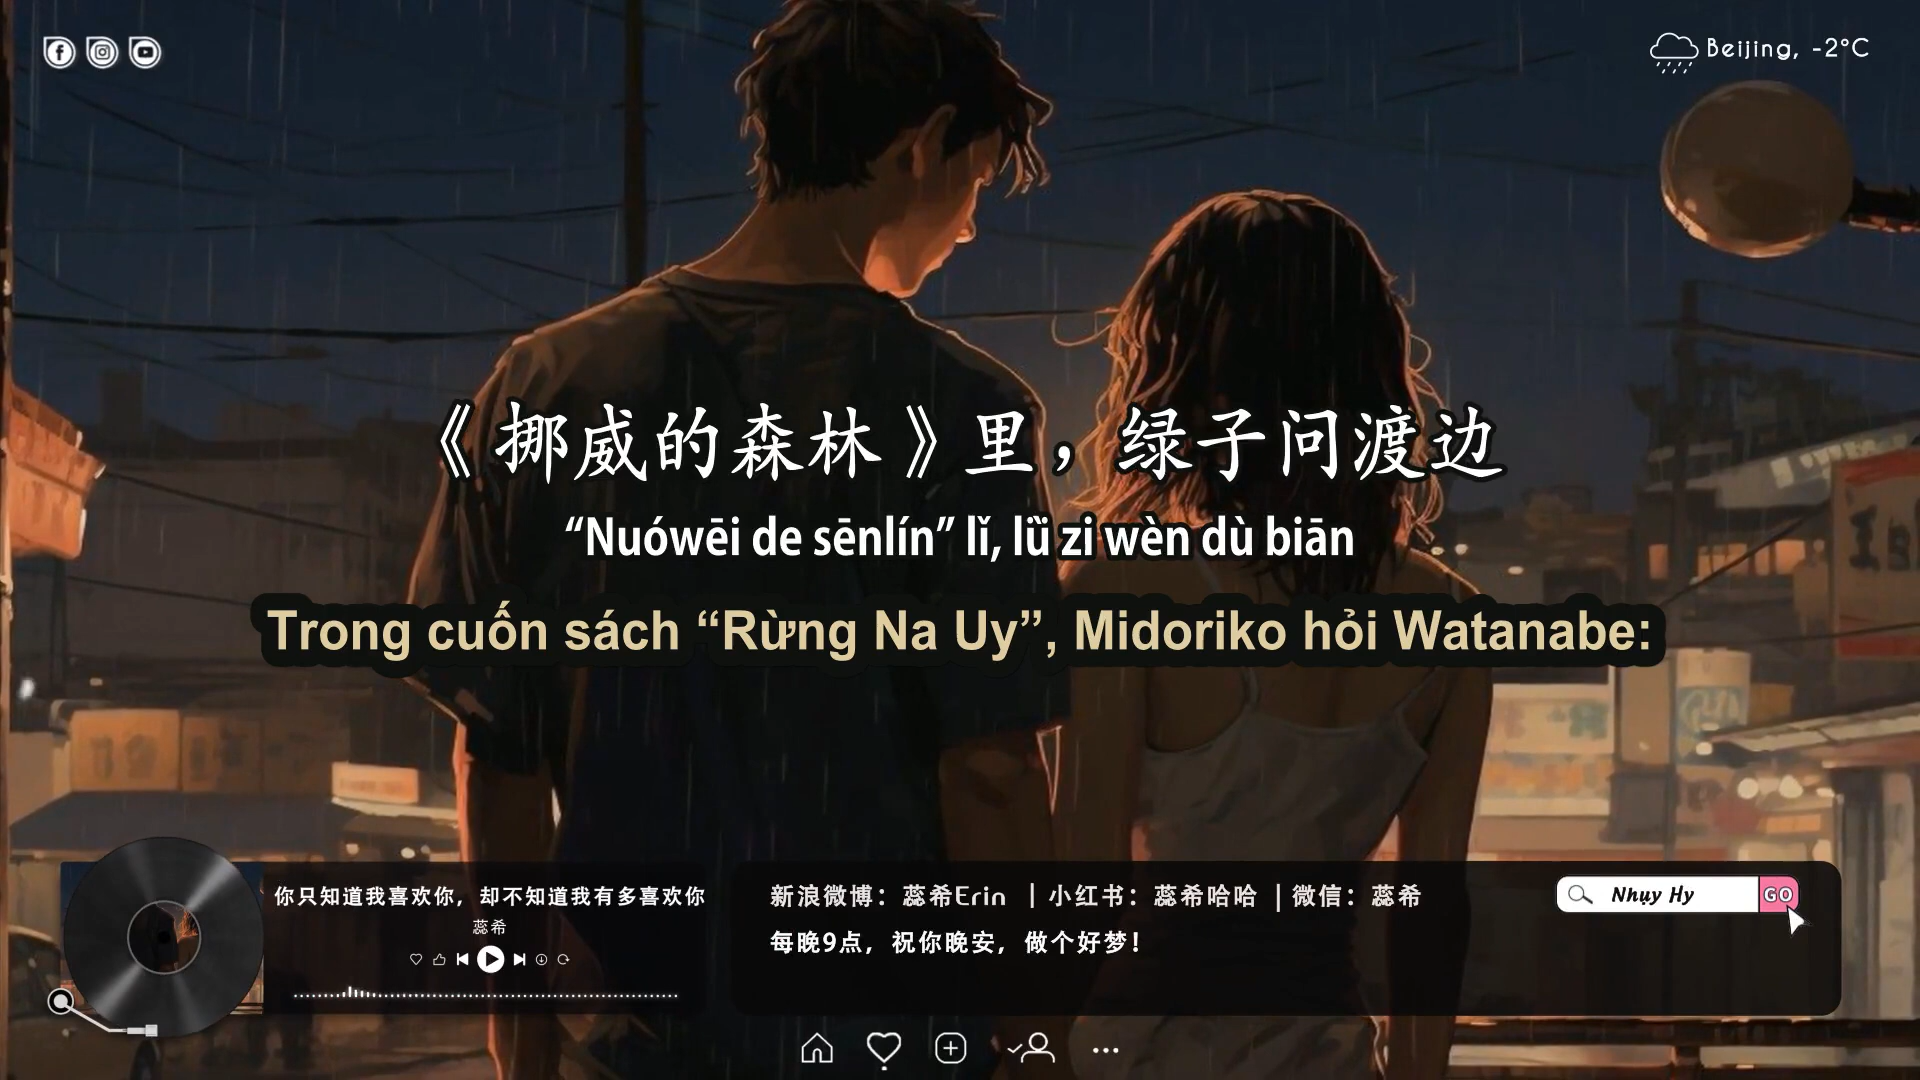 Beijing, -2°C
《挪威的森林》里，绿子问渡边
“Nuówēi de sēnlín” lǐ, lǜ zi wèn dù biān
Trong cuốn sách “Rừng Na Uy”, Midoriko hỏi Watanabe:
你只知道我喜欢你，却不知道我有多喜欢你
蕊希
新浪微博：蕊希Erin ｜小红书：蕊希哈哈 ｜微信：蕊希
每晚9点，祝你晚安，做个好梦！
Nhụy Hy
GO